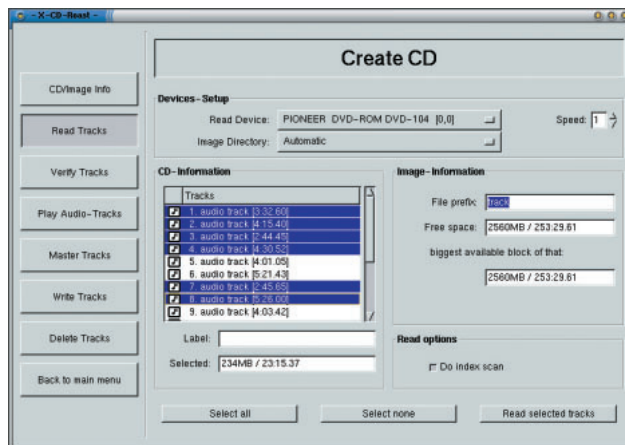 -X-CD-Roast-
Create CD
CD/Image Info
Read Tracks
Verify Tracks
Play Audio-Tracks
Master Tracks
Write Tracks
Delete Tracks
Back to main menu
Devices-Setup
Read Device: PIONEER DVD-ROM DVD-104 [0,0] Speed: 1
Image Directory: Automatic
CD-Information
Tracks
1. audio track [3:32.60]
2. audio track [4:15.40]
3. audio track [2:44.45]
4. audio track [4:30.52]
5. audio track [4:01.05]
6. audio track [5:21.43]
7. audio track [2:45.65]
8. audio track [5:26.00]
9. audio track [4:03.42]
Label:
Selected: 234MB / 23:15.37
Image-Information
File prefix: track
Free space: 2560MB / 253:29.61
biggest available block of that:
2560MB / 253:29.61
Read options
Do index scan
Select all
Select none
Read selected tracks